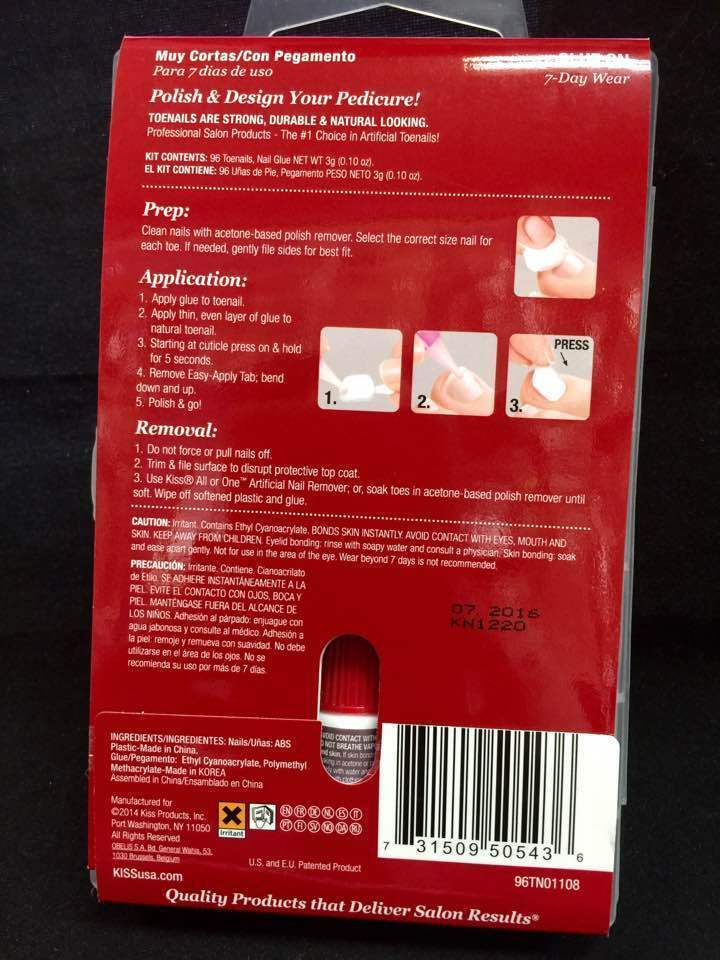 Muy Cortas/Con Pegamento
Para 7 días de uso
7-Day Wear
Polish & Design Your Pedicure!
TOENAILS ARE STRONG, DURABLE & NATURAL LOOKING.
Professional Salon Products - The #1 Choice in Artificial Toenails!
KIT CONTENTS: 96 Toenails, Nail Glue NET WT 3g (0.10 oz).
EL KIT CONTIENE: 96 Uñas de Pie, Pegamento PESO NETO 3g (0.10 oz).
Prep:
Clean nails with acetone-based polish remover. Select the correct size nail for
each toe. If needed, gently file sides for best fit.
Application:
1. Apply glue to toenail.
2. Apply thin, even layer of glue to
natural toenail.
3. Starting at cuticle press on & hold
for 5 seconds.
4. Remove Easy-Apply Tab; bend
down and up.
5. Polish & go!
1.
2.
3.
PRESS
Removal:
1. Do not force or pull nails off.
2. Trim & file surface to disrupt protective top coat.
3. Use Kiss® All or One™ Artificial Nail Remover; or, soak toes in acetone-based polish remover until
soft. Wipe off softened plastic and glue.
CAUTION: Irritant. Contains Ethyl Cyanoacrylate. BONDS SKIN INSTANTLY. AVOID CONTACT WITH EYES, MOUTH AND
SKIN. KEEP AWAY FROM CHILDREN. Eyelid bonding: rinse with soapy water and consult a physician. Skin bonding: soak
and ease apart gently. Not for use in the area of the eye. Wear beyond 7 days is not recommended.
PRECAUCIÓN: Irritante. Contiene. Cianoacrilato
de Etilo. SE ADHIERE INSTANTÁNEAMENTE A LA
PIEL. EVITE EL CONTACTO CON OJOS, BOCA Y
PIEL. MANTÉNGASE FUERA DEL ALCANCE DE
LOS NIÑOS. Adhesión al párpado: enjuague con
agua jabonosa y consulte al médico. Adhesión a
la piel: remoje y remueva con suavidad. No debe
utilizarse en el área de los ojos. No se
recomienda su uso por más de 7 días.
07. 2016
KN1220
VOID CONTACT WITH
NOT BREATHE
INGREDIENTS/INGREDIENTES: Nails/Uñas: ABS
Plastic-Made in China.
Glue/Pegamento: Ethyl Cyanoacrylate, Polymethyl
Methacrylate-Made in KOREA
Assembled in China/Ensamblado en China
Manufactured for
©2014 Kiss Products, Inc.
Port Washington, NY 11050
All Rights Reserved
OBELIS S.A. Bd. General Wahis, 53,
1030 Brussels, Belgium
KISSusa.com
Irritant
EN FR DE NL ES IT
PT FI SV NO DA RU
U.S. and E.U. Patented Product
7 31509 50543 6
96TN01108
Quality Products that Deliver Salon Results®